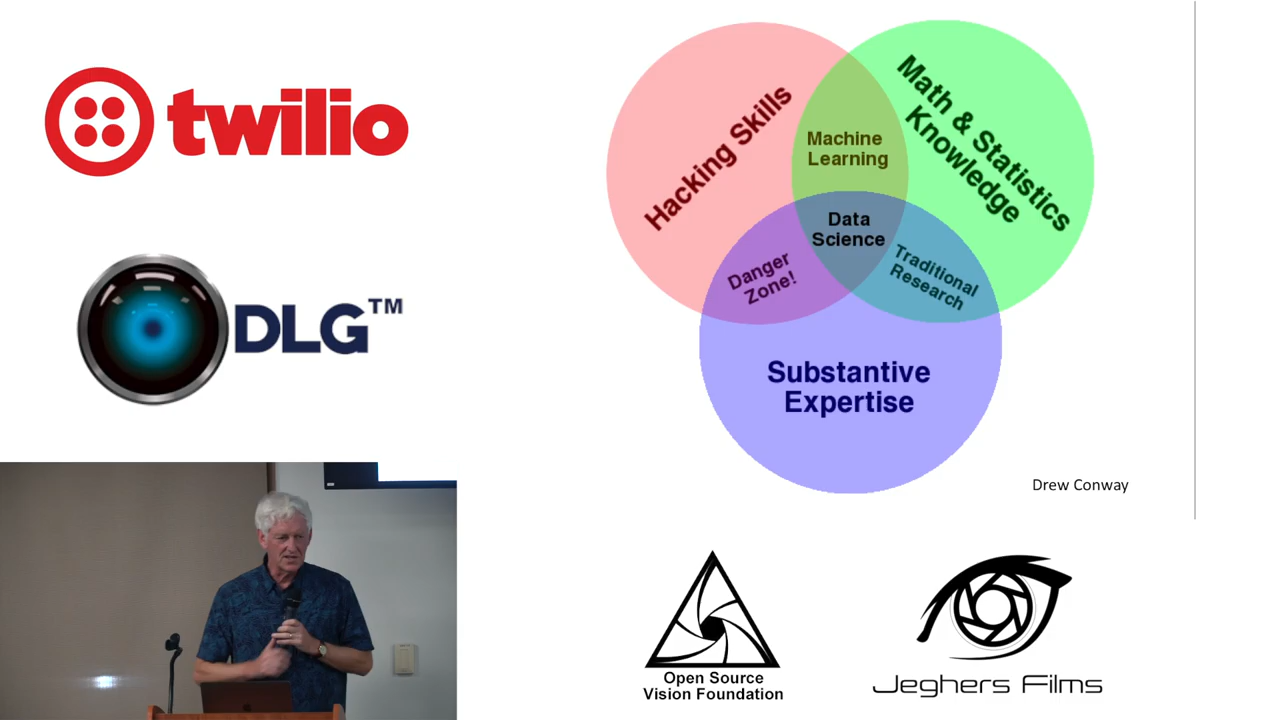 twilio
DLG™
Hacking Skills
Math & Statistics
Knowledge
Machine
Learning
Data
Science
Danger
Zone!
Traditional
Research
Substantive
Expertise
Drew Conway
Open Source
Vision Foundation
Jeghers Films